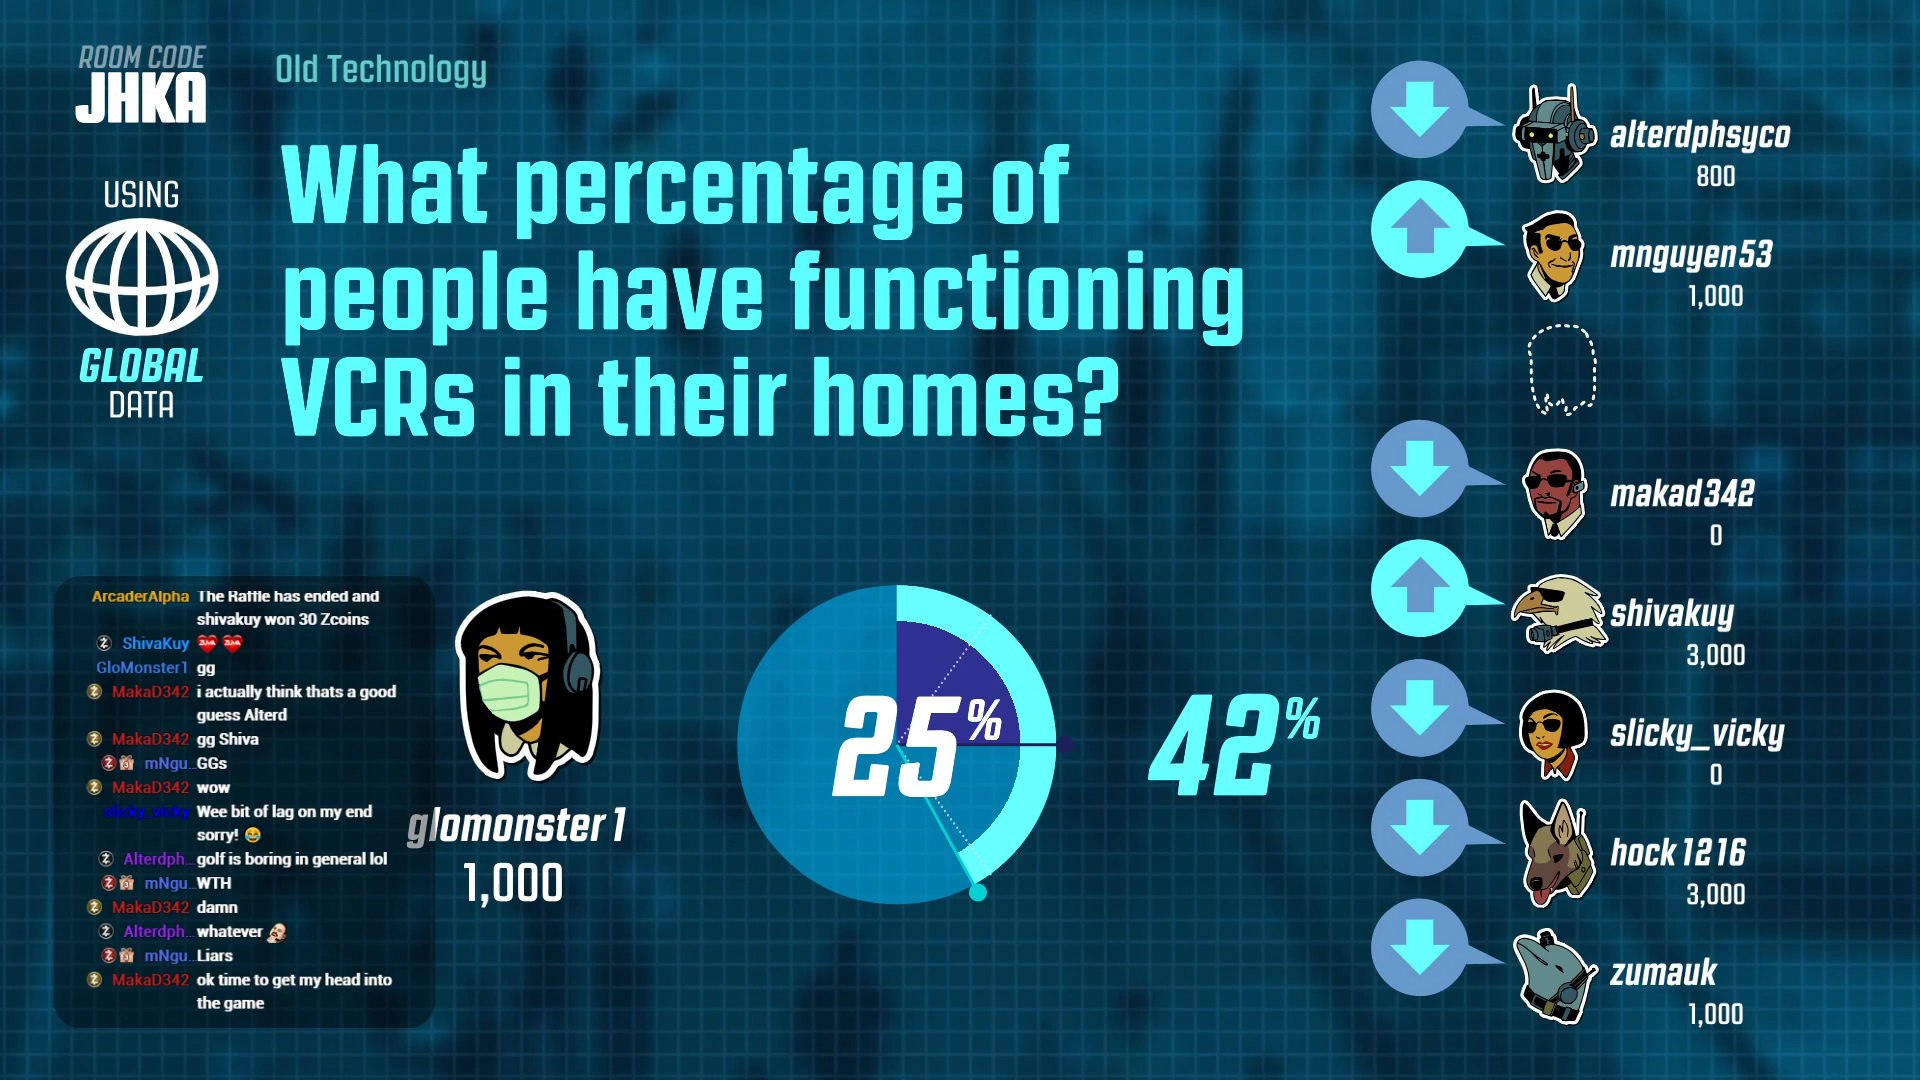 ROOM CODE
JHKA
USING
GLOBAL
DATA
Old Technology
What percentage of
people have functioning
VCRs in their homes?
ArcaderAlpha The Raffle has ended and
shivakuy won 30 Zcoins
ShivaKuy
GloMonster1 gg
MakaD342 i actually think thats a good
guess Alterd
MakaD342 gg Shiva
mNgu... GGs
MakaD342 wow
slicky_vicky Wee bit of lag on my end
sorry! 😂
Alterdph... golf is boring in general lol
mNgu... WTH
MakaD342 damn
Alterdph... whatever
mNgu... Liars
MakaD342 ok time to get my head into
the game
glomonster1
1,000
25%
42%
alterdphsyco
800
mnguyen53
1,000
makad342
0
shivakuy
3,000
slicky_vicky
0
hock1216
3,000
zumauk
1,000